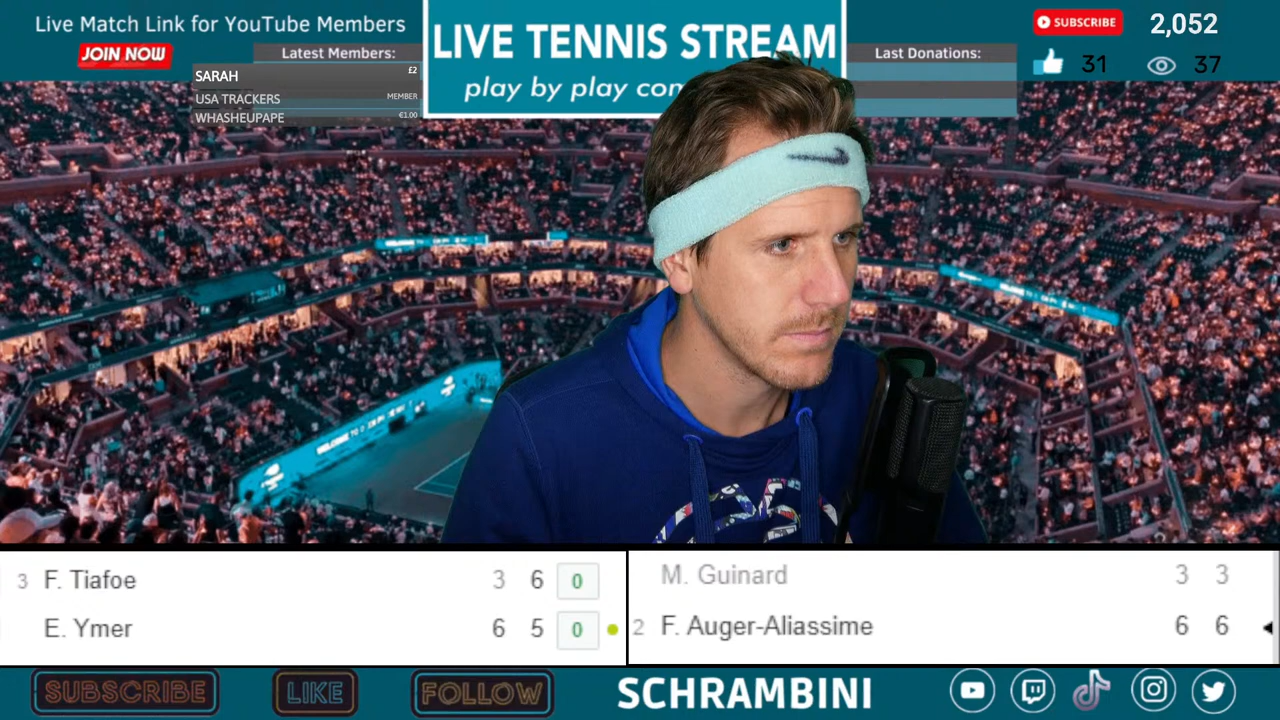 Live Match Link for YouTube Members
JOIN NOW
Latest Members:
SARAH £2
USA TRACKERS MEMBER
WHASHEUPAPE €1.00
LIVE TENNIS STREAM
play by play con
Last Donations:
SUBSCRIBE 2,052
31 37
3 F. Tiafoe 3 6 0
E. Ymer 6 5 0
M. Guinard 3 3
2 F. Auger-Aliassime 6 6
SUBSCRIBE LIKE FOLLOW SCHRAMBINI